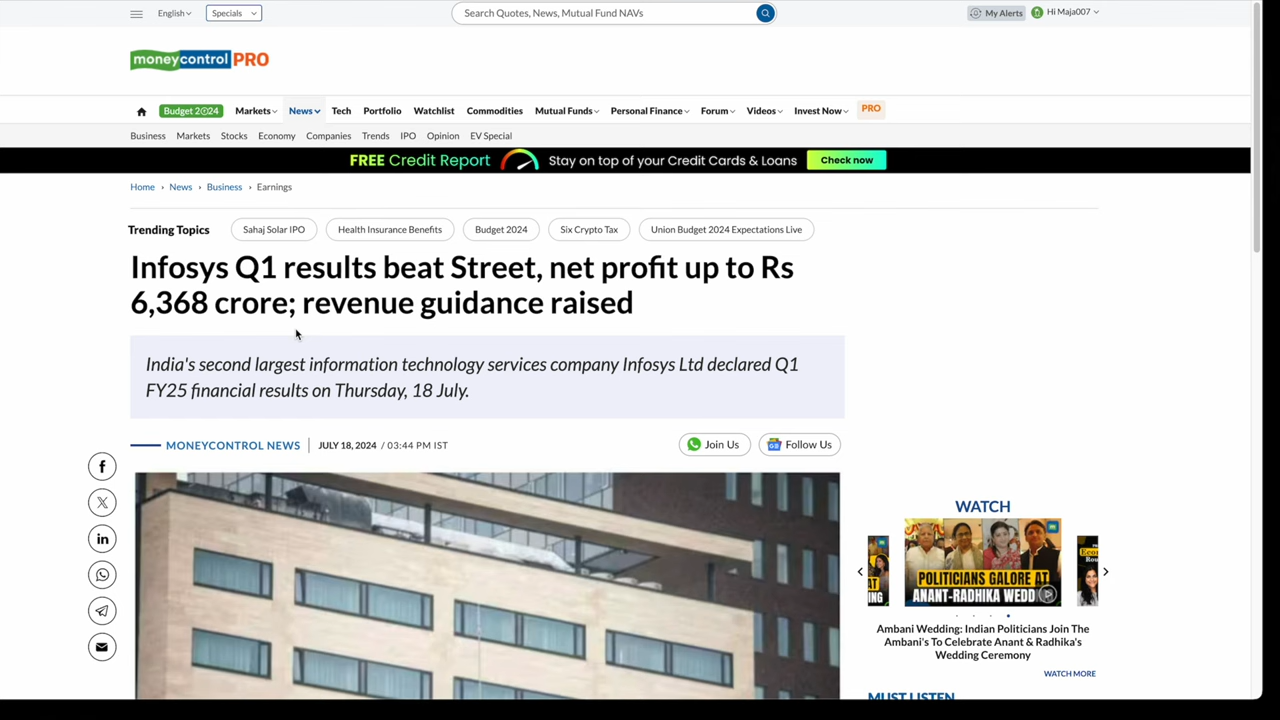 English
Specials
Search Quotes, News, Mutual Fund NAVs
My Alerts
Hi Maja007
moneycontrol PRO
Budget 2024
Markets
News
Tech
Portfolio
Watchlist
Commodities
Mutual Funds
Personal Finance
Forum
Videos
Invest Now
PRO
Business
Markets
Stocks
Economy
Companies
Trends
IPO
Opinion
EV Special
FREE Credit Report
Stay on top of your Credit Cards & Loans
Check now
Home › News › Business › Earnings
Trending Topics
Sahaj Solar IPO
Health Insurance Benefits
Budget 2024
Six Crypto Tax
Union Budget 2024 Expectations Live
Infosys Q1 results beat Street, net profit up to Rs
6,368 crore; revenue guidance raised
India's second largest information technology services company Infosys Ltd declared Q1
FY25 financial results on Thursday, 18 July.
MONEYCONTROL NEWS
JULY 18, 2024 / 03:44 PM IST
Join Us
Follow Us
WATCH
POLITICIANS GALORE AT
ANANT-RADHIKA WEDD
Ambani Wedding: Indian Politicians Join The
Ambani's To Celebrate Anant & Radhika's
Wedding Ceremony
WATCH MORE
MUST LISTEN